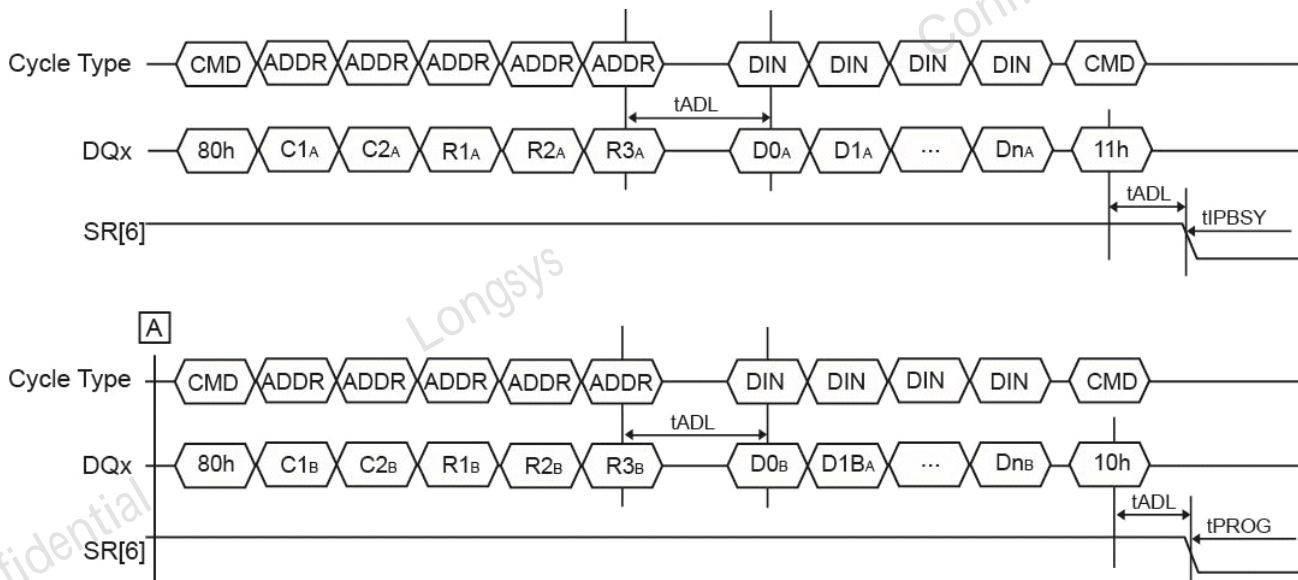 Confi
Cycle Type CMD ADDR ADDR ADDR ADDR ADDR DIN DIN DIN DIN CMD
tADL
DQx 80h C1A C2A R1A R2A R3A D0A D1A ... DnA 11h
tADL
tIPBSY
SR[6]
Longsys
A
Cycle Type CMD ADDR ADDR ADDR ADDR ADDR DIN DIN DIN DIN CMD
tADL
DQx 80h C1B C2B R1B R2B R3B D0B D1BA ... DnB 10h
tADL
tPROG
SR[6]
nfidential